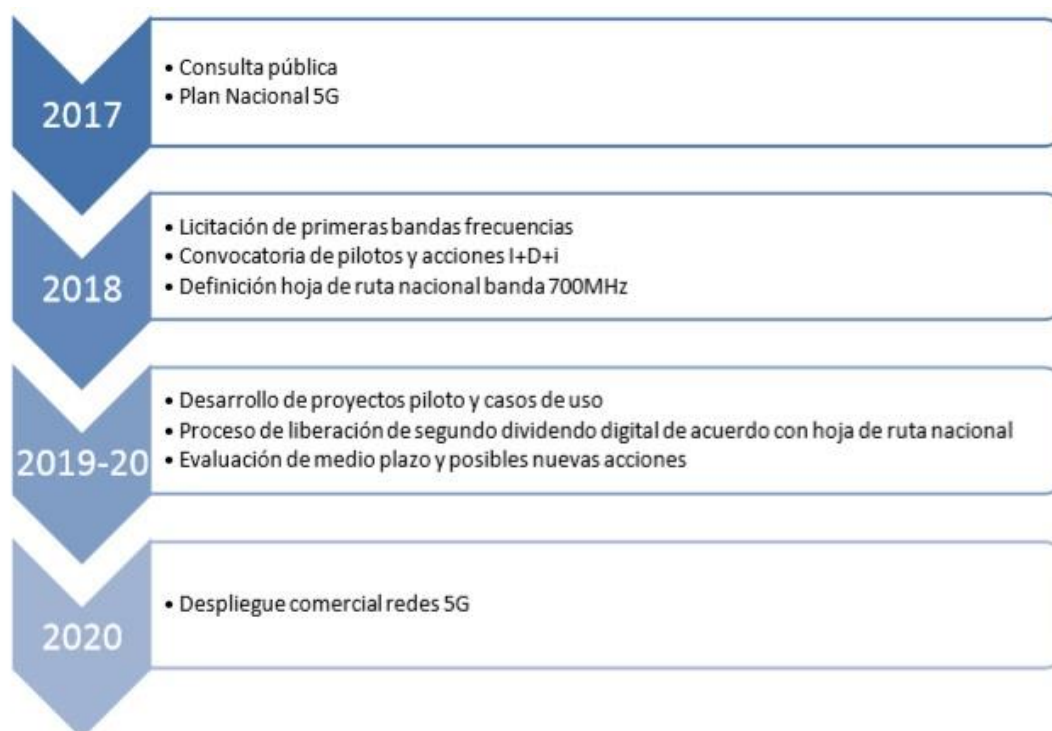 2017
• Consulta pública
• Plan Nacional 5G
2018
• Licitación de primeras bandas frecuencias
• Convocatoria de pilotos y acciones I+D+i
• Definición hoja de ruta nacional banda 700MHz
2019-20
• Desarrollo de proyectos piloto y casos de uso
• Proceso de liberación de segundo dividendo digital de acuerdo con hoja de ruta nacional
• Evaluación de medio plazo y posibles nuevas acciones
2020
• Despliegue comercial redes 5G